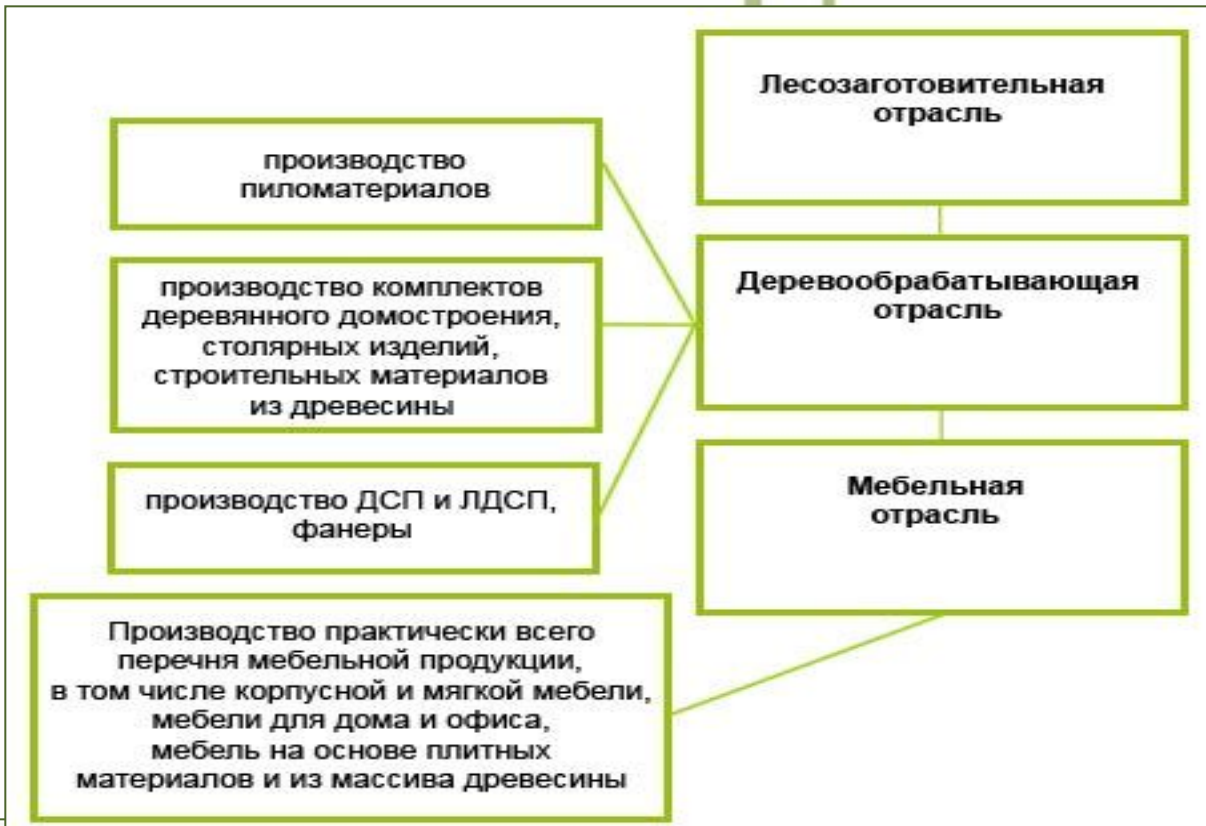 Лесозаготовительная
отрасль
производство
пиломатериалов
Деревообрабатывающая
отрасль
производство комплектов
деревянного домостроения,
столярных изделий,
строительных материалов
из древесины
Мебельная
отрасль
производство ДСП и ЛДСП,
фанеры
Производство практически всего
перечня мебельной продукции,
в том числе корпусной и мягкой мебели,
мебели для дома и офиса,
мебель на основе плитных
материалов и из массива древесины